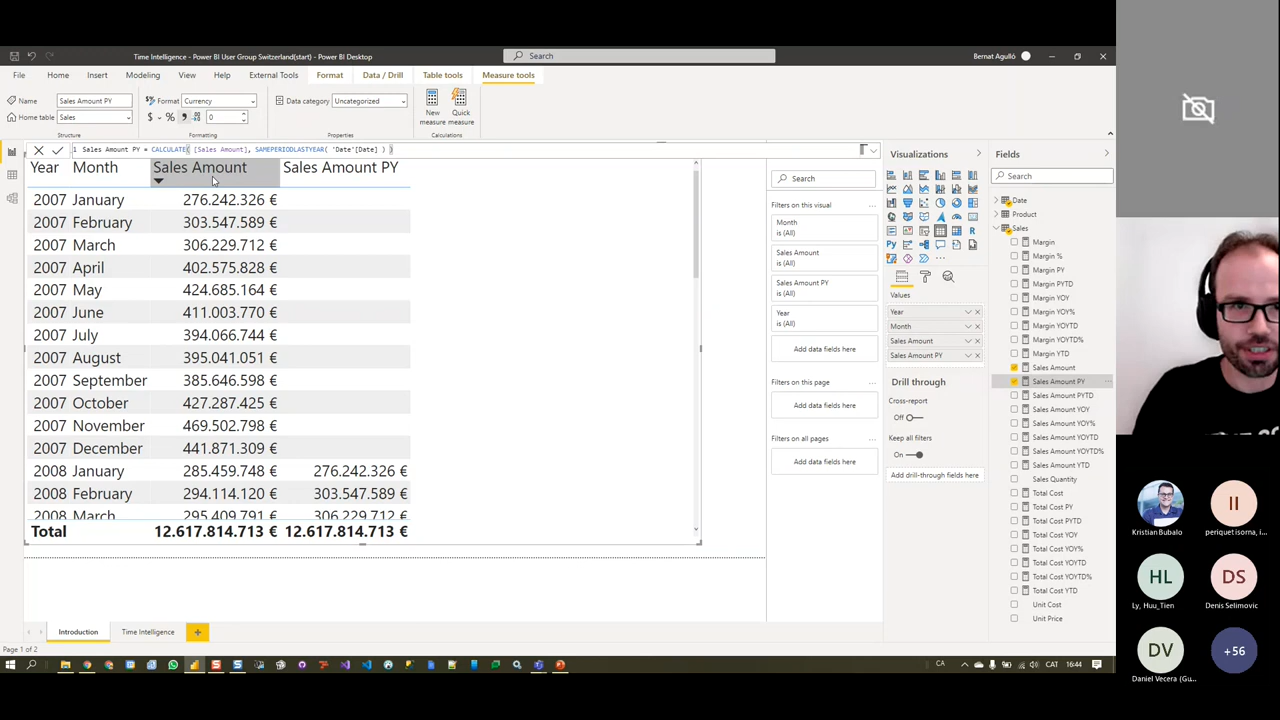 Time Intelligence - Power BI User Group Switzerland(start) - Power BI Desktop
Search
Bernat Agulló
File Home Insert Modeling View Help External Tools Format Data / Drill Table tools Measure tools
Name Sales Amount PY
Format Currency
Data category Uncategorized
Home table Sales
$ % 0
New measure
Quick measure
Structure Formatting Properties Calculations
1 Sales Amount PY = CALCULATE( [Sales Amount], SAMEPERIODLASTYEAR( 'Date'[Date] ) )
Year Month Sales Amount Sales Amount PY
2007 January 276.242.326 €
2007 February 303.547.589 €
2007 March 306.229.712 €
2007 April 402.575.828 €
2007 May 424.685.164 €
2007 June 411.003.770 €
2007 July 394.066.744 €
2007 August 395.041.051 €
2007 September 385.646.598 €
2007 October 427.287.425 €
2007 November 469.502.798 €
2007 December 441.871.309 €
2008 January 285.459.748 € 276.242.326 €
2008 February 294.114.120 € 303.547.589 €
2008 March 295.409.791 € 306.229.712 €
Total 12.617.814.713 € 12.617.814.713 €
Search
Filters on this visual ...
Month
is (All)
Sales Amount
is (All)
Sales Amount PY
is (All)
Year
is (All)
Add data fields here
Filters on this page ...
Add data fields here
Filters on all pages ...
Add data fields here
Visualizations
R
Py
...
Values
Year
Month
Sales Amount
Sales Amount PY
Drill through
Cross-report
Off
Keep all filters
On
Add drill-through fields here
Fields
Search
Date
Product
Sales
Margin
Margin %
Margin PY
Margin PYTD
Margin YOY
Margin YOY%
Margin YOYTD
Margin YOYTD%
Margin YTD
Sales Amount
Sales Amount PY ...
Sales Amount PYTD
Sales Amount YOY
Sales Amount YOY%
Sales Amount YOYTD
Sales Amount YOYTD%
Sales Amount YTD
Sales Quantity
Total Cost
Total Cost PY
Total Cost PYTD
Total Cost YOY
Total Cost YOY%
Total Cost YOYTD
Total Cost YOYTD%
Total Cost YTD
Unit Cost
Unit Price
Introduction Time Intelligence +
Page 1 of 2
CA
CAT 16:44
II
Kristian Bubalo
periquet isorna, i...
HL DS
Ly, Huu_Tien
Denis Selimovic
DV +56
Daniel Vecera (Gu...